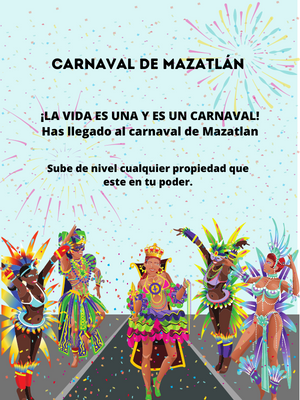 CARNAVAL DE MAZATLÁN
¡LA VIDA ES UNA Y ES UN CARNAVAL!
Has llegado al carnaval de Mazatlan
Sube de nivel cualquier propiedad que
este en tu poder.